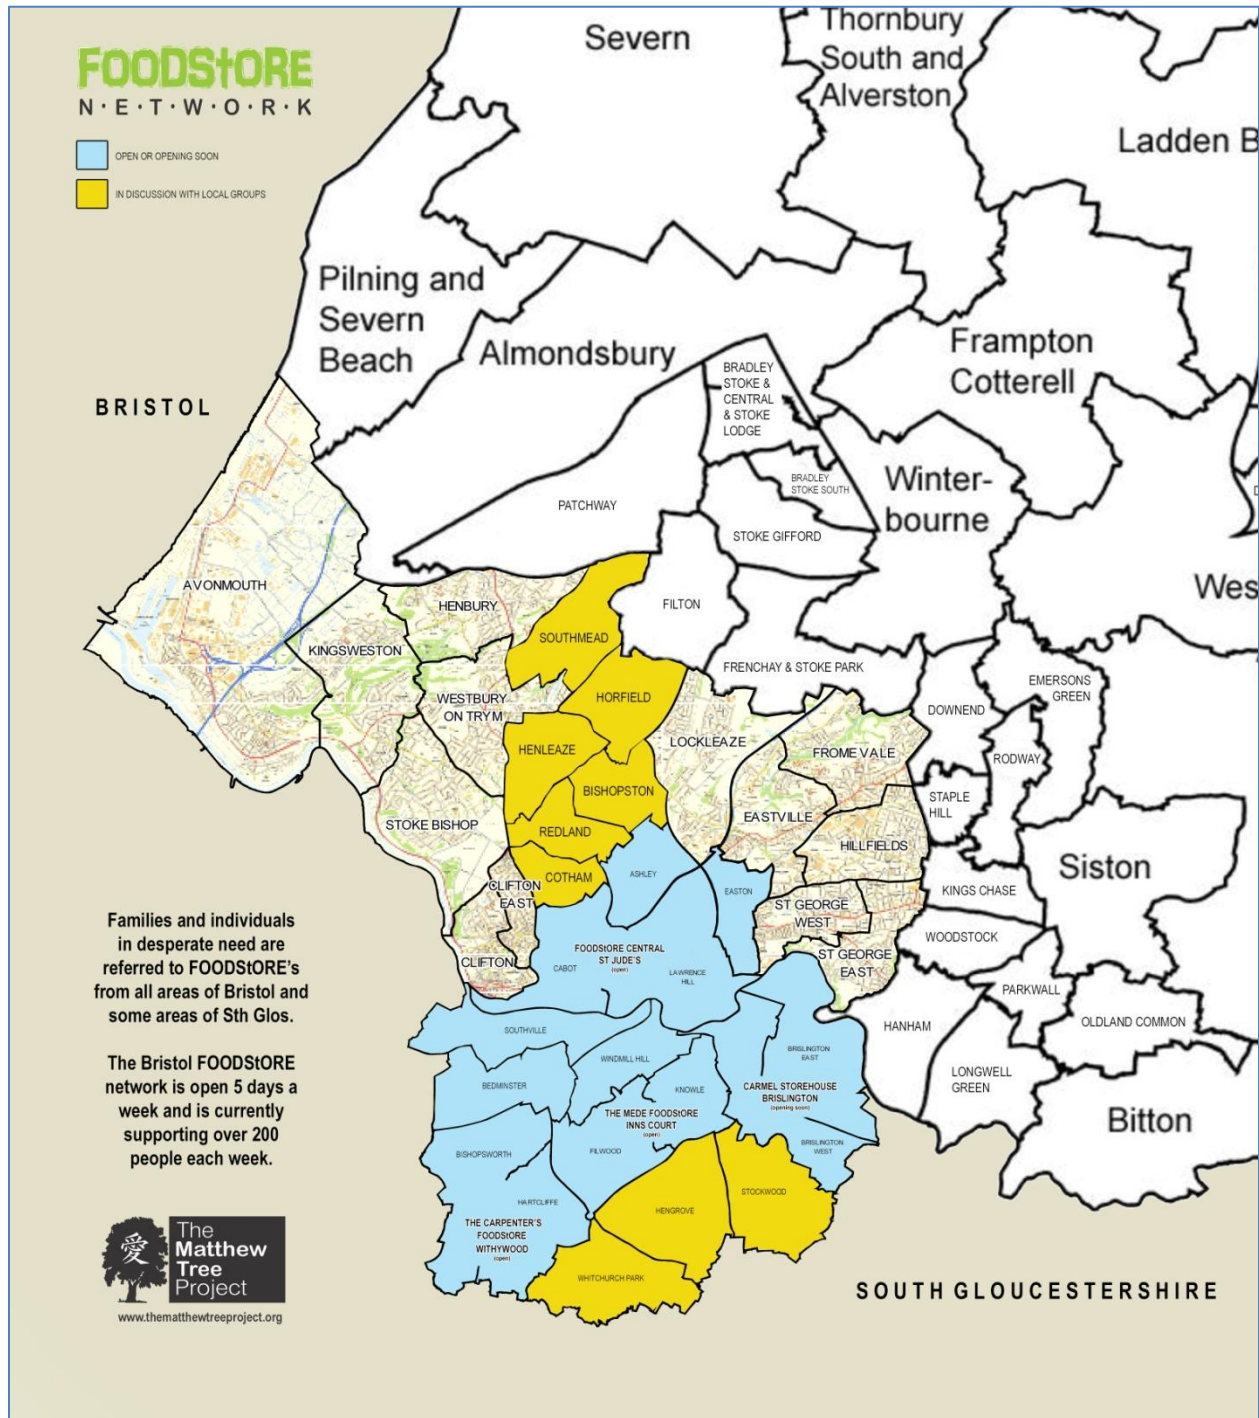 FOODStORE
N·E·T·W·O·R·K
OPEN OR OPENING SOON
IN DISCUSSION WITH LOCAL GROUPS
Severn
Thornbury
South and
Alverston
Ladden B
Pilning and
Severn
Beach
Almondsbury
Frampton
Cotterell
BRADLEY
STOKE &
CENTRAL
& STOKE
LODGE
BRISTOL
BRADLEY
STOKE SOUTH
Winter-
bourne
PATCHWAY
STOKE GIFFORD
Wes
AVONMOUTH
HENBURY
FILTON
SOUTHMEAD
KINGSWESTON
FRENCHAY & STOKE PARK
EMERSONS
GREEN
WESTBURY
ON TRYM
HORFIELD
DOWNEND
LOCKLEAZE
HENLEAZE
FROME VALE
RODWAY
BISHOPSTON
STAPLE
HILL
EASTVILLE
STOKE BISHOP
REDLAND
HILLFIELDS
Siston
COTHAM
ASHLEY
CLIFTON
EAST
EASTON
KINGS CHASE
ST GEORGE
WEST
WOODSTOCK
FOODStORE CENTRAL
ST JUDE'S
(open)
CLIFTON
CABOT
LAWRENCE
HILL
ST GEORGE
EAST
PARKWALL
HANHAM
OLDLAND COMMON
SOUTHVILLE
WINDMILL HILL
BRISLINGTON
EAST
LONGWELL
GREEN
BEDMINSTER
KNOWLE
CARMEL STOREHOUSE
BRISLINGTON
(opening soon)
THE MEDE FOODStORE
INNS COURT
(open)
Bitton
BISHOPSWORTH
FILWOOD
BRISLINGTON
WEST
HARTCLIFFE
STOCKWOOD
HENGROVE
THE CARPENTER'S
FOODStORE
WITHYWOOD
(open)
WHITCHURCH PARK
SOUTH GLOUCESTERSHIRE
Families and individuals
in desperate need are
referred to FOODStORE's
from all areas of Bristol and
some areas of Sth Glos.
The Bristol FOODStORE
network is open 5 days a
week and is currently
supporting over 200
people each week.
愛
The
Matthew
Tree
Project
www.thematthewtreeproject.org